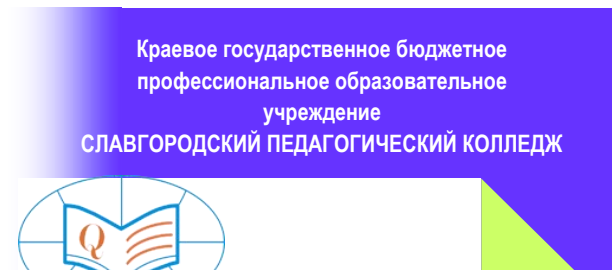 Краевое государственное бюджетное
профессиональное образовательное
учреждение
СЛАВГОРОДСКИЙ ПЕДАГОГИЧЕСКИЙ КОЛЛЕДЖ
Q